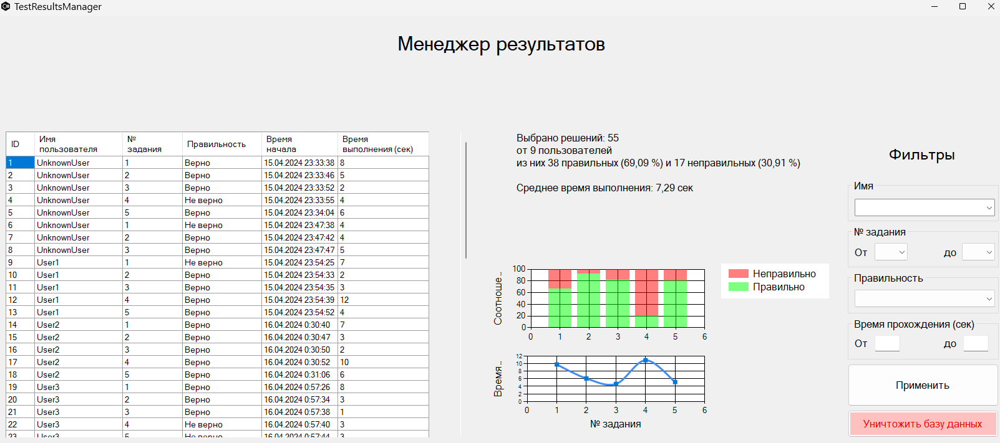 TestResultsManager
Менеджер результатов
ID Имя пользователя № задания Правильность Время начала Время выполнения (сек)
1 UnknownUser 1 Верно 15.04.2024 23:33:38 8
2 UnknownUser 2 Верно 15.04.2024 23:33:46 5
3 UnknownUser 3 Верно 15.04.2024 23:33:52 2
4 UnknownUser 4 Не верно 15.04.2024 23:33:55 4
5 UnknownUser 5 Верно 15.04.2024 23:34:04 6
6 UnknownUser 1 Не верно 15.04.2024 23:47:38 4
7 UnknownUser 2 Верно 15.04.2024 23:47:42 4
8 UnknownUser 3 Верно 15.04.2024 23:47:47 5
9 User1 1 Не верно 15.04.2024 23:54:25 7
10 User1 2 Верно 15.04.2024 23:54:33 2
11 User1 3 Верно 15.04.2024 23:54:35 3
12 User1 4 Верно 15.04.2024 23:54:39 12
13 User1 5 Верно 15.04.2024 23:54:52 4
14 User2 1 Верно 16.04.2024 0:30:40 7
15 User2 2 Верно 16.04.2024 0:30:47 3
16 User2 3 Верно 16.04.2024 0:30:50 2
17 User2 4 Верно 16.04.2024 0:30:52 10
18 User2 5 Верно 16.04.2024 0:31:06 6
19 User3 1 Верно 16.04.2024 0:57:26 8
20 User3 2 Верно 16.04.2024 0:57:34 3
21 User3 3 Верно 16.04.2024 0:57:38 1
22 User3 4 Не верно 16.04.2024 0:57:40 3
23 User3 5 Не верно 16.04.2024 0:57:44 3
Выбрано решений: 55
от 9 пользователей
из них 38 правильных (69,09 %) и 17 неправильных (30,91 %)
Среднее время выполнения: 7,29 сек
Соотноше...
100
80
60
40
20
0
0 1 2 3 4 5 6
Неправильно
Правильно
Время...
12
10
8
6
4
2
0
0 1 2 3 4 5 6
№ задания
Фильтры
Имя
№ задания
От до
Правильность
Время прохождения (сек)
От до
Применить
Уничтожить базу данных